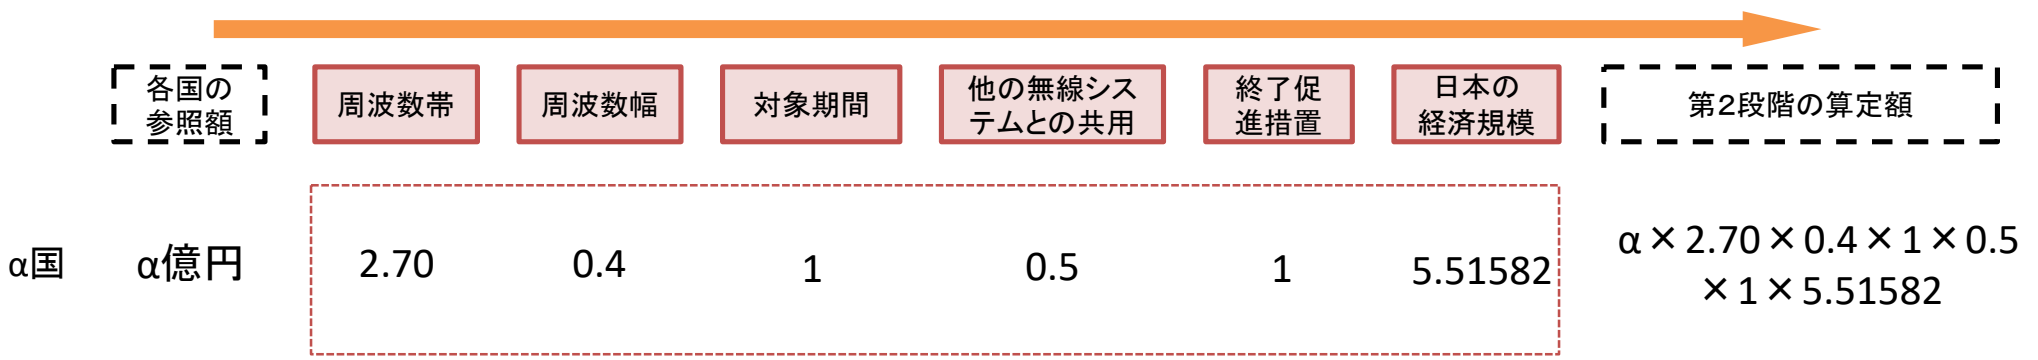 各国の
参照額
周波数帯
周波数幅
対象期間
他の無線シス
テムとの共用
終了促
進措置
日本の
経済規模
第2段階の算定額
α国
α億円
2.70
0.4
1
0.5
1
5.51582
α×2.70×0.4×1×0.5
×1×5.51582